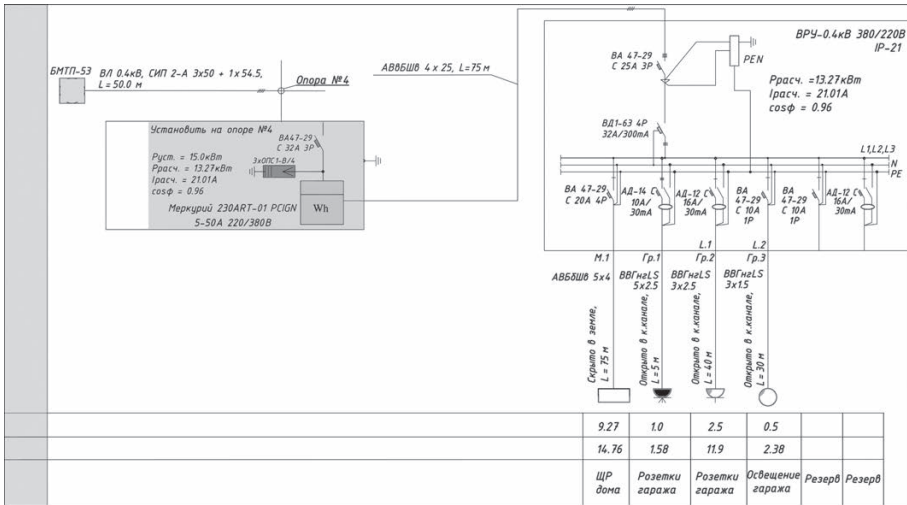 БМТП-53
ВЛ 0.4кВ, СИП 2-А 3х50 + 1х54.5,
L = 50.0 м
Опора №4
Установить на опоре №4
ВА47-29
С 32А 3Р
3хОПС1-В/4
Руст. = 15.0кВт
Ррасч. = 13.27кВт
Iрасч. = 21.01А
cosф = 0.96
Меркурий 230ART-01 PCIGN
5-50А 220/380В
Wh
АВвБШв 4 х 25, L=75 м
ВРУ-0.4кВ 380/220В
IP-21
ВА 47-29
С 25А 3Р
PEN
Ррасч. =13.27кВт
Iрасч. = 21.01А
cosф = 0.96
ВД1-63 4Р
32А/300mA
L1,L2,L3
N
PE
ВА 47-29
С 20А 4Р
АД-14 С
10А/
30mA
АД-12 С
16А/
30mA
ВА
47-29
С 10А
1Р
ВА
47-29
С 10А
1Р
АД-12 С
16А/
30mA
L.1
L.2
М.1
Гр.1
Гр.2
Гр.3
АВБбШв 5х4
ВВГнгLS
5х2.5
ВВГнгLS
3х2.5
ВВГнгLS
3х1.5
Скрыто в земле,
L = 75 м
Открыто в к.канале,
L = 5 м
Открыто в к.канале,
L = 40 м
Открыто в к.канале,
L = 30 м
9.27 1.0 2.5 0.5
14.76 1.58 11.9 2.38
ЩР
дома
Розетки
гаража
Розетки
гаража
Освещение
гаража
Резерв
Резерв